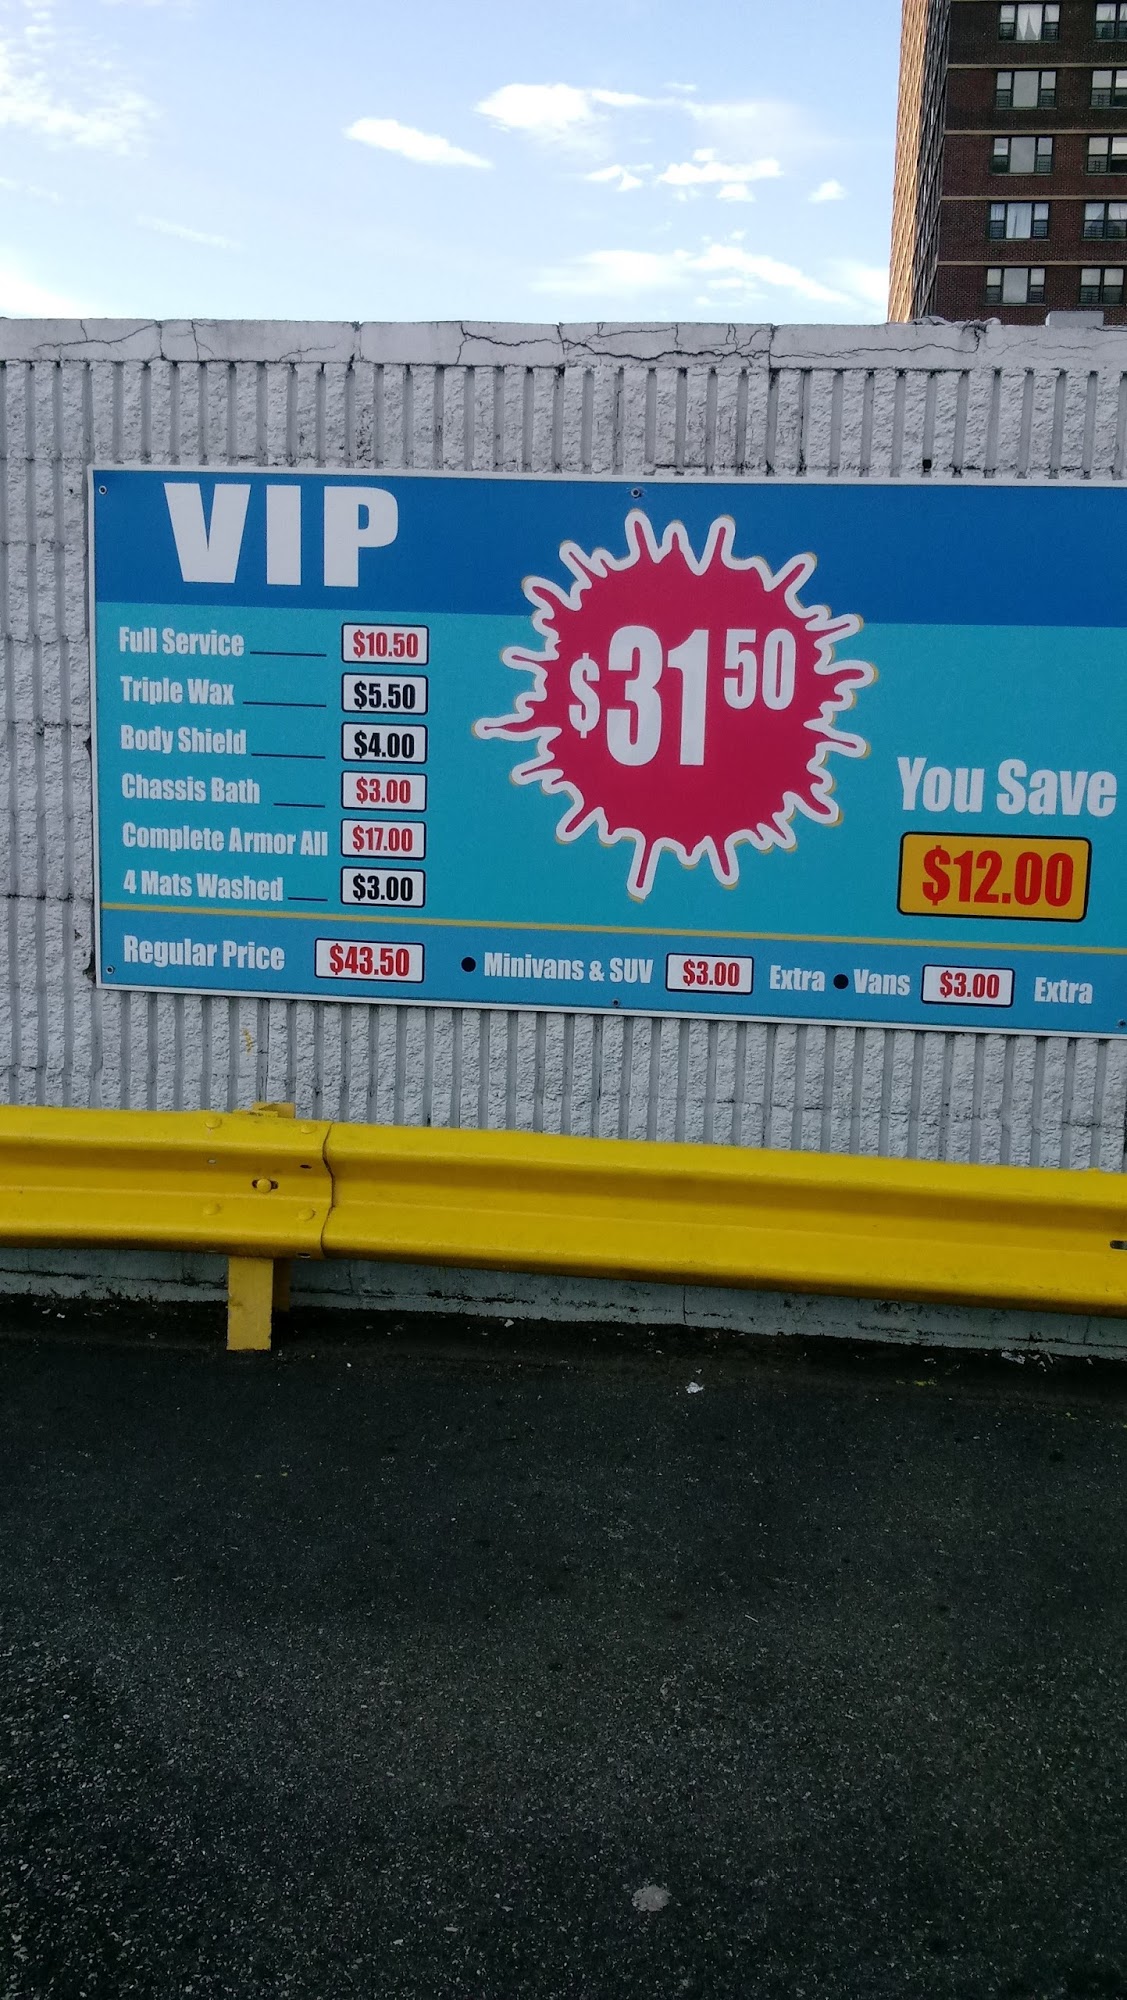 VIP
Full Service $10.50
Triple Wax $5.50
Body Shield $4.00
Chassis Bath $3.00
Complete Armor All $17.00
4 Mats Washed $3.00
$31 50
You Save
$12.00
Regular Price $43.50 • Minivans & SUV $3.00 Extra • Vans $3.00 Extra